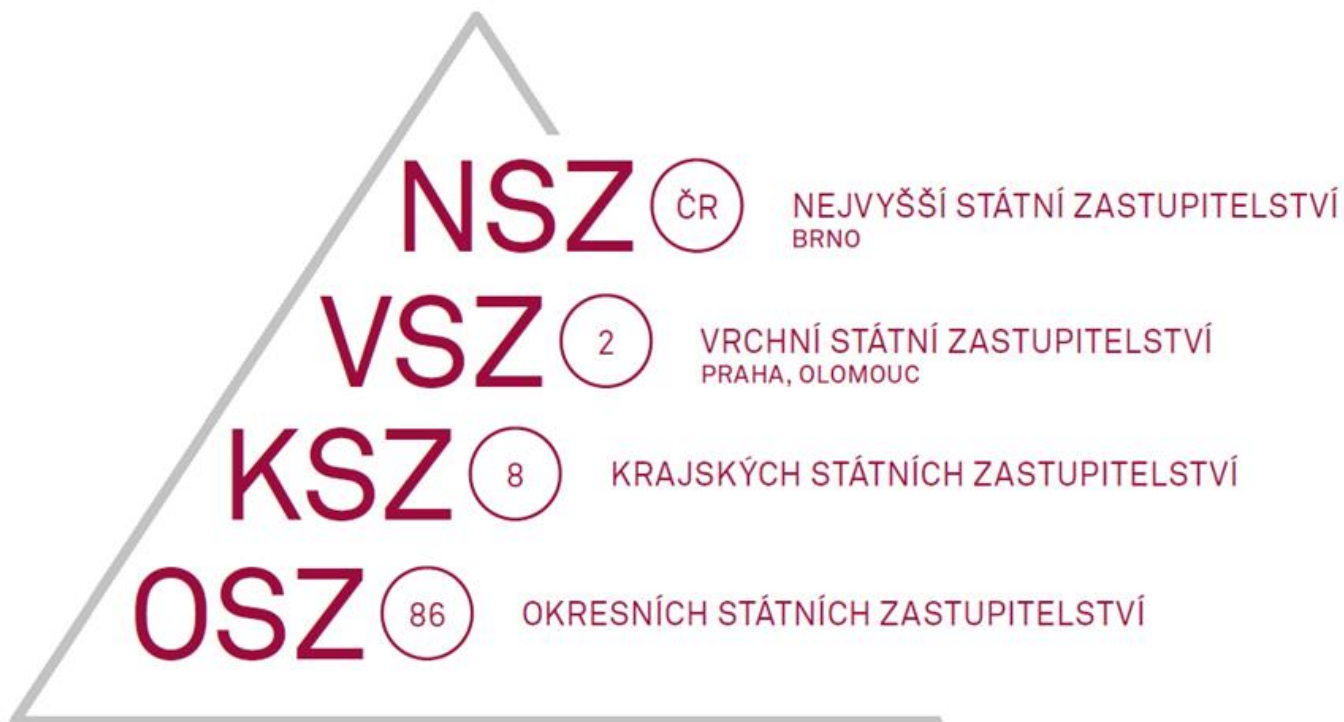 NSZ ČR NEJVYŠŠÍ STÁTNÍ ZASTUPITELSTVÍ
BRNO
VSZ 2 VRCHNÍ STÁTNÍ ZASTUPITELSTVÍ
PRAHA, OLOMOUC
KSZ 8 KRAJSKÝCH STÁTNÍCH ZASTUPITELSTVÍ
OSZ 86 OKRESNÍCH STÁTNÍCH ZASTUPITELSTVÍ